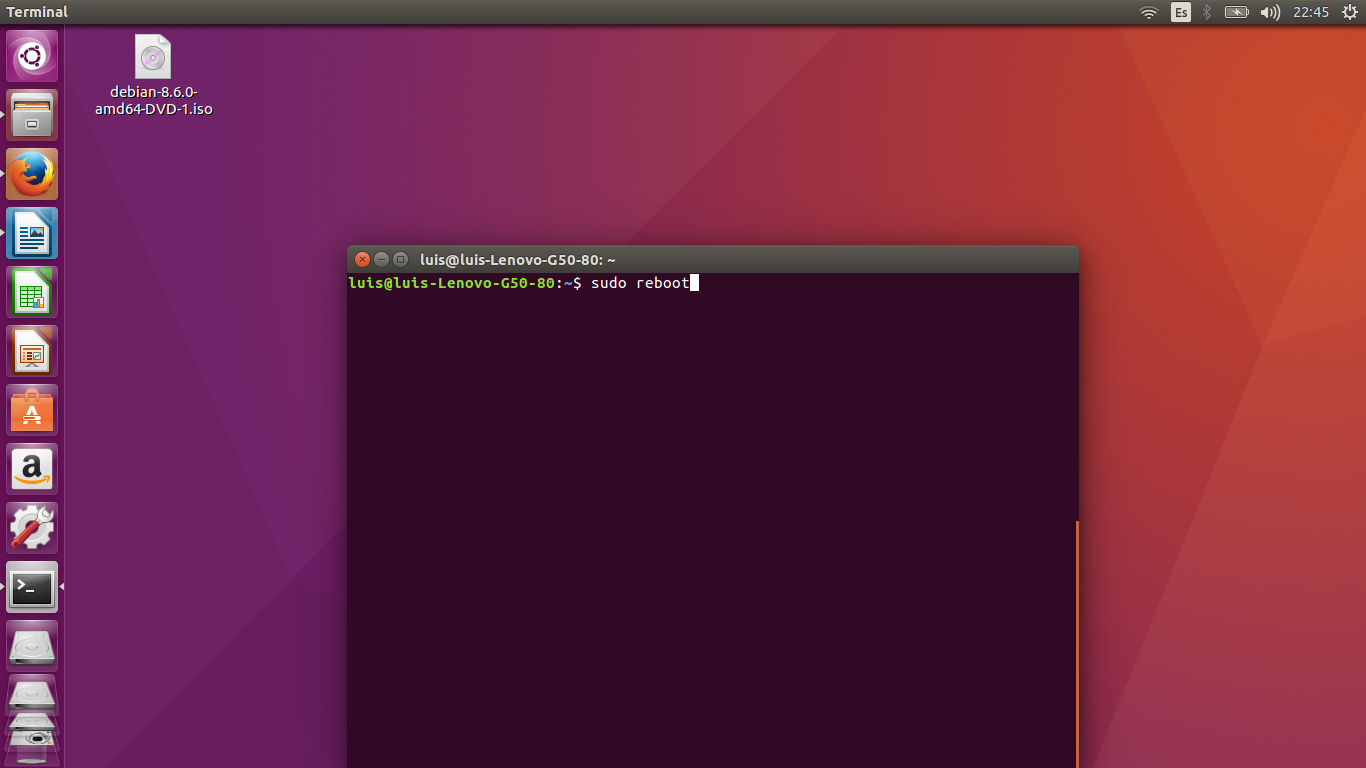 Terminal
Es
22:45
debian-8.6.0-
amd64-DVD-1.iso
luis@luis-Lenovo-G50-80: ~
luis@luis-Lenovo-G50-80:~$ sudo reboot
A
a
>_